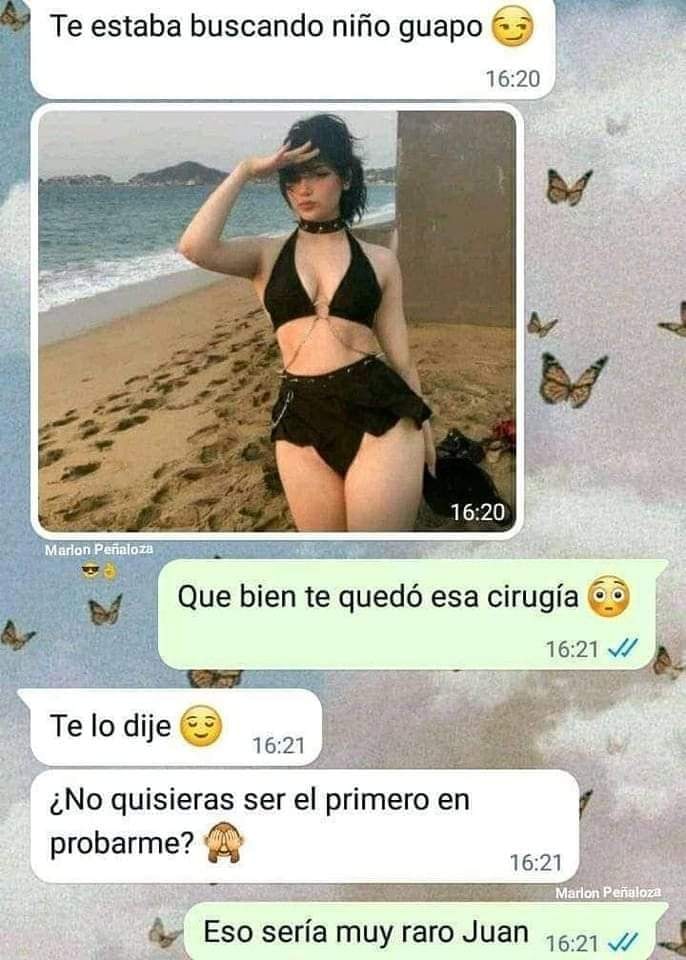 Te estaba buscando niño guapo 😏
16:20
16:20
Marlon Peñaloza
😎👌
Que bien te quedó esa cirugía 😳
16:21
Te lo dije 😌
16:21
¿No quisieras ser el primero en
probarme? 🙈
16:21
Marlon Peñaloza
Eso sería muy raro Juan
16:21